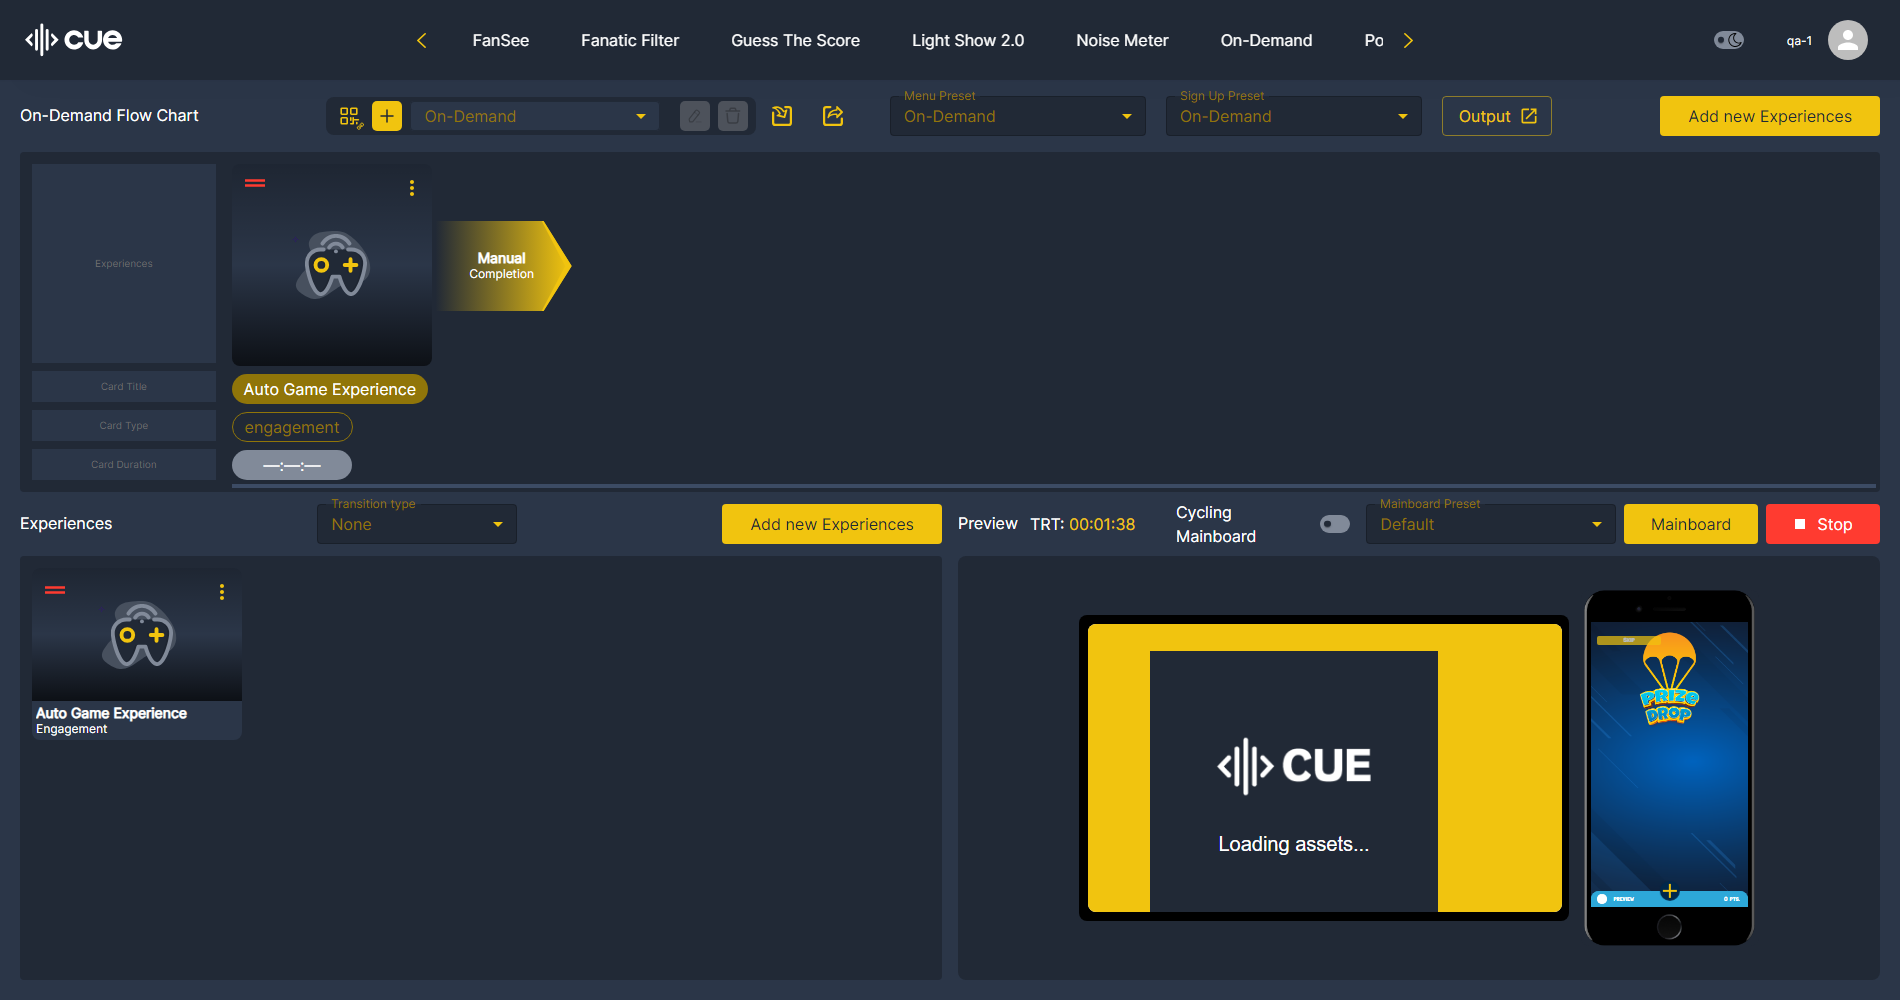 CUE
FanSee
Fanatic Filter
Guess The Score
Light Show 2.0
Noise Meter
On-Demand
Po
qa-1
On-Demand Flow Chart
On-Demand
Menu Preset
On-Demand
Sign Up Preset
On-Demand
Output
Add new Experiences
Experiences
Manual
Completion
Card Title
Auto Game Experience
Card Type
engagement
Card Duration
—:—:—
Experiences
Transition type
None
Add new Experiences
Preview
TRT: 00:01:38
Cycling
Mainboard
Mainboard Preset
Default
Mainboard
Stop
Auto Game Experience
Engagement
CUE
Loading assets...
PRIZE
DROP
PREVIEW
0 PTS.